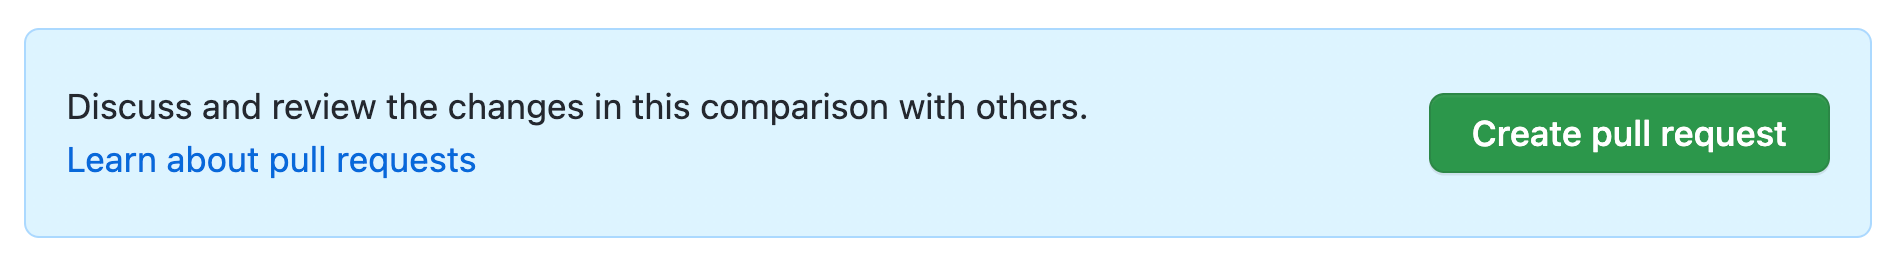 Discuss and review the changes in this comparison with others.
Learn about pull requests
Create pull request